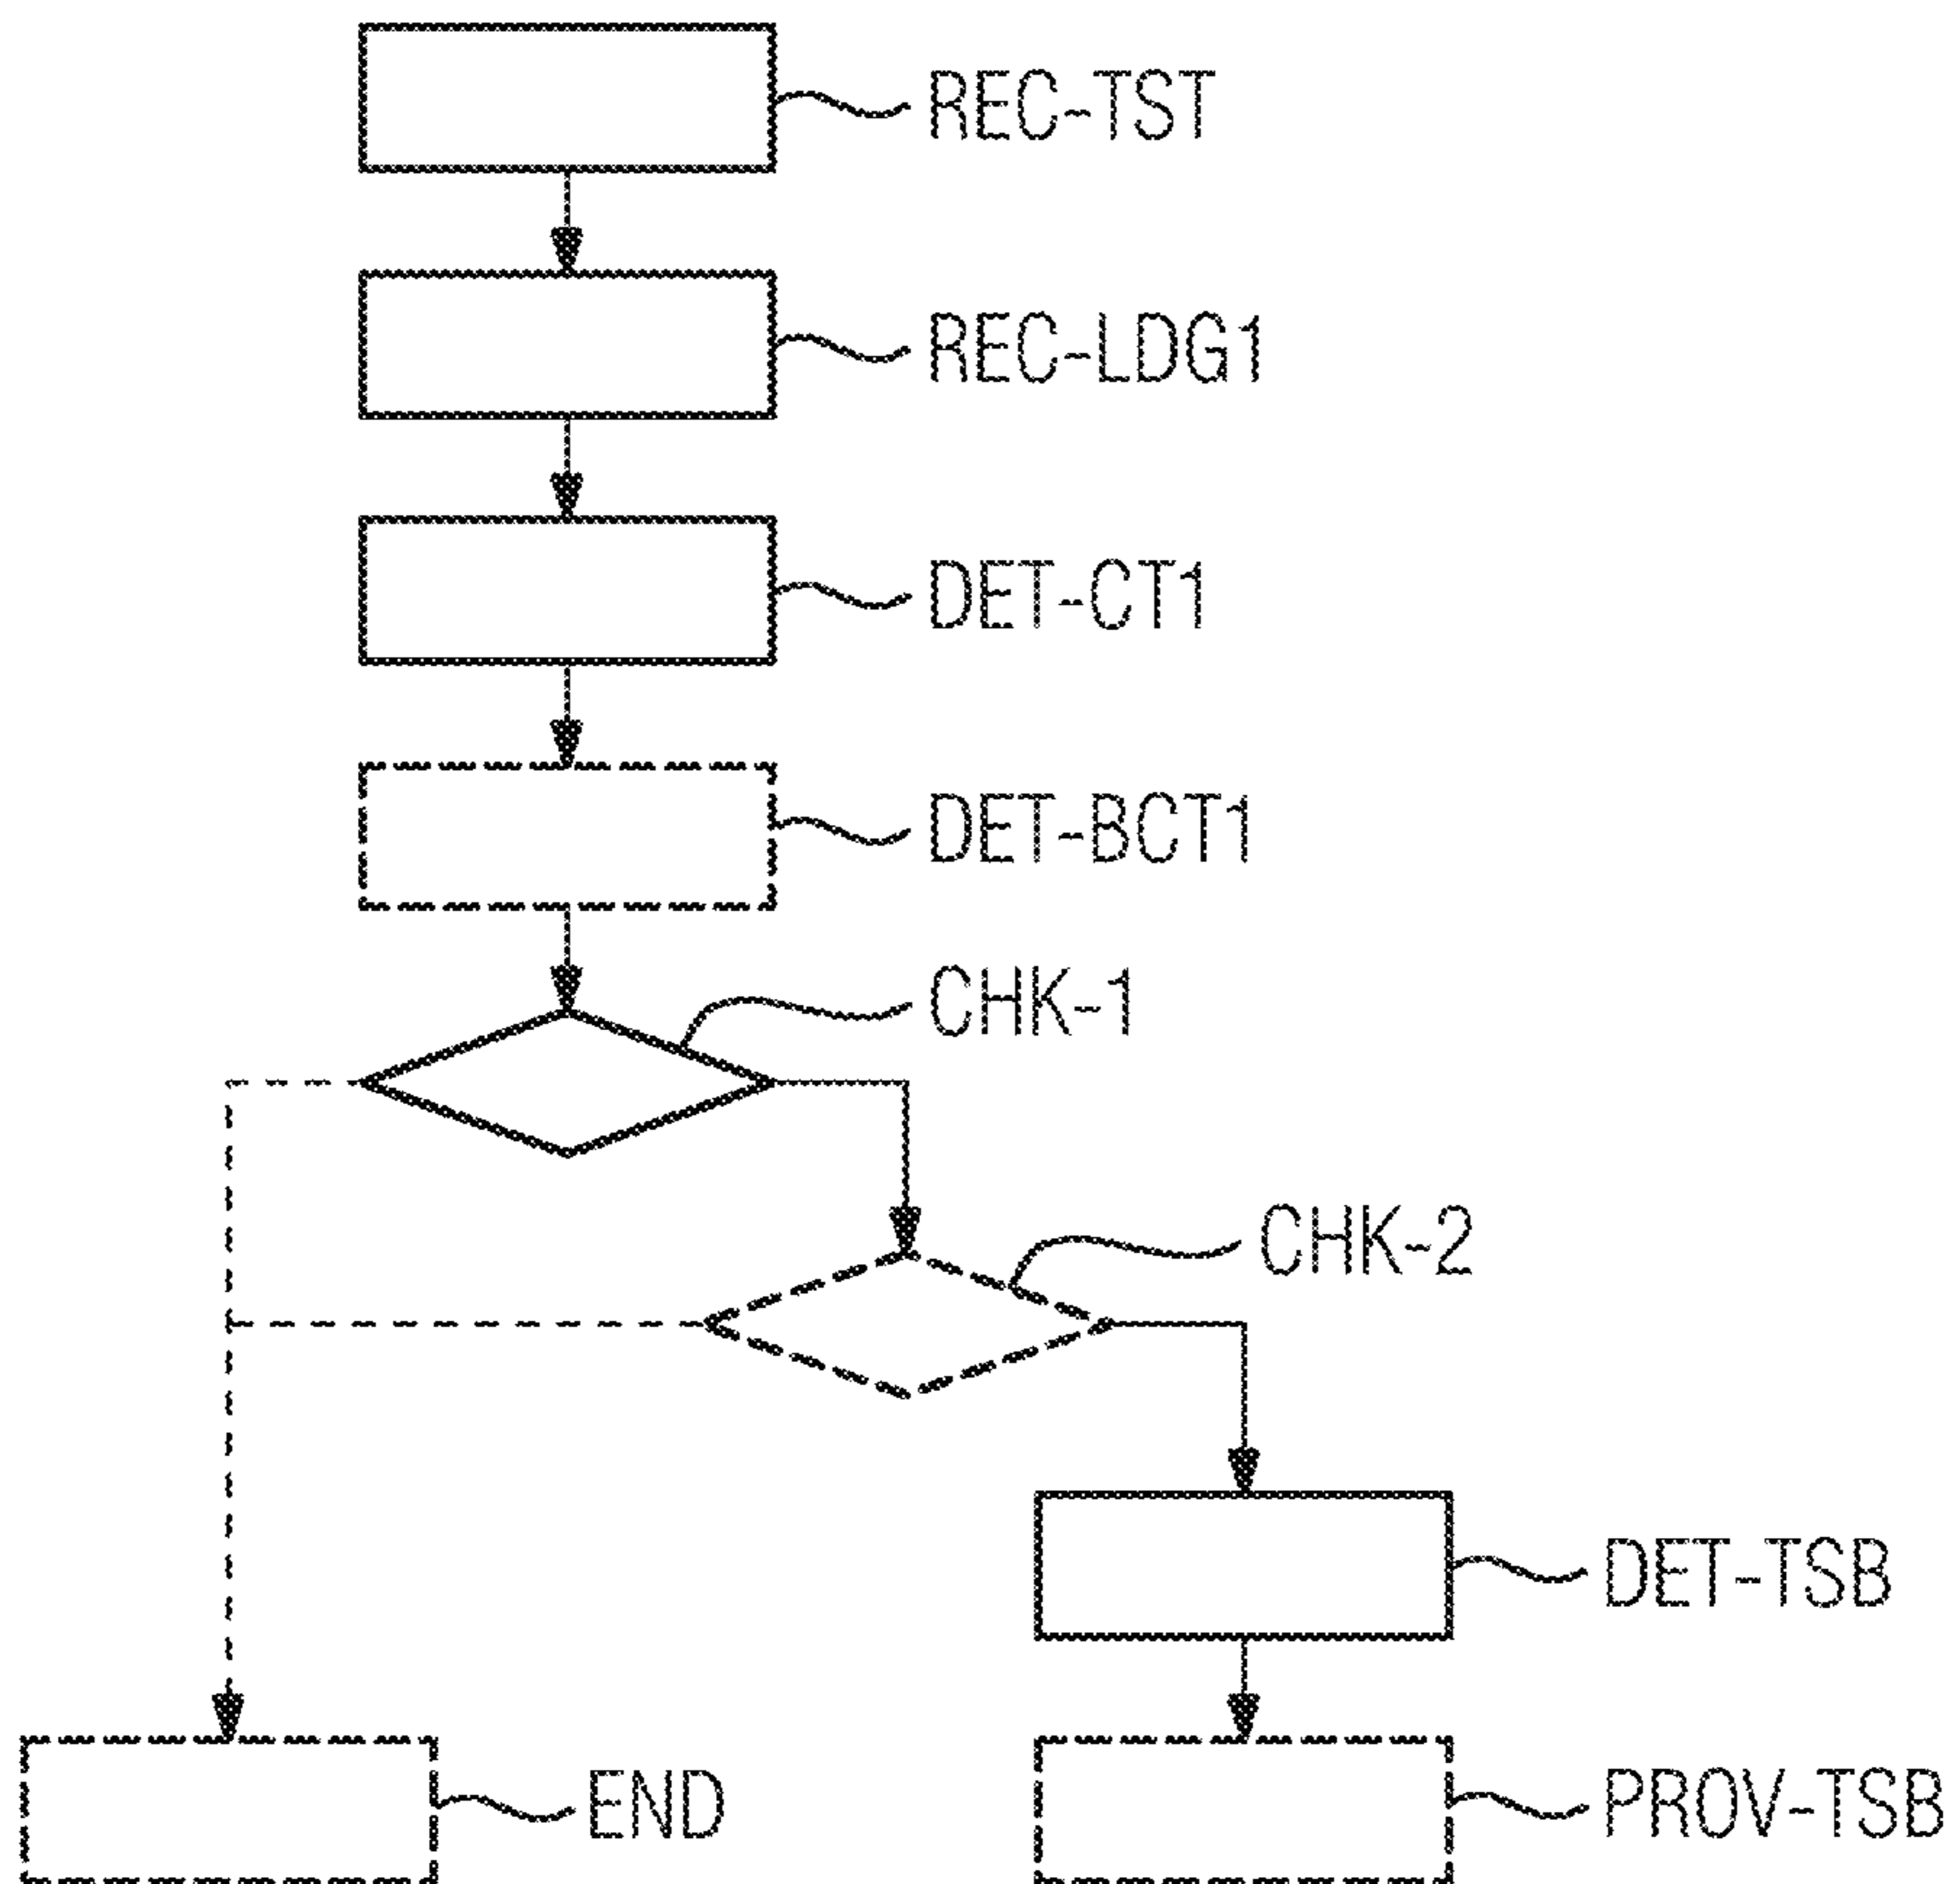 REC-TST
REC-LDG1
DET-CT1
DET-BCT1
CHK-1
CHK-2
DET-TSB
END
PROV-TSB